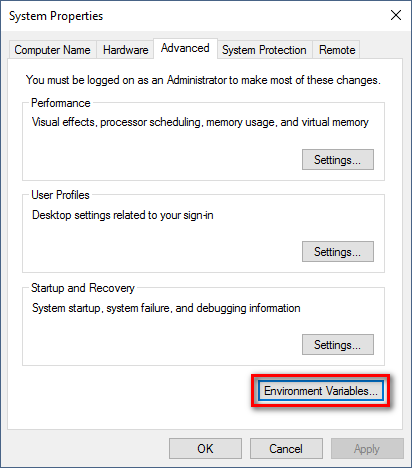 System Properties
Computer Name Hardware Advanced System Protection Remote
You must be logged on as an Administrator to make most of these changes.
Performance
Visual effects, processor scheduling, memory usage, and virtual memory
Settings...
User Profiles
Desktop settings related to your sign-in
Settings...
Startup and Recovery
System startup, system failure, and debugging information
Settings...
Environment Variables...
OK Cancel Apply